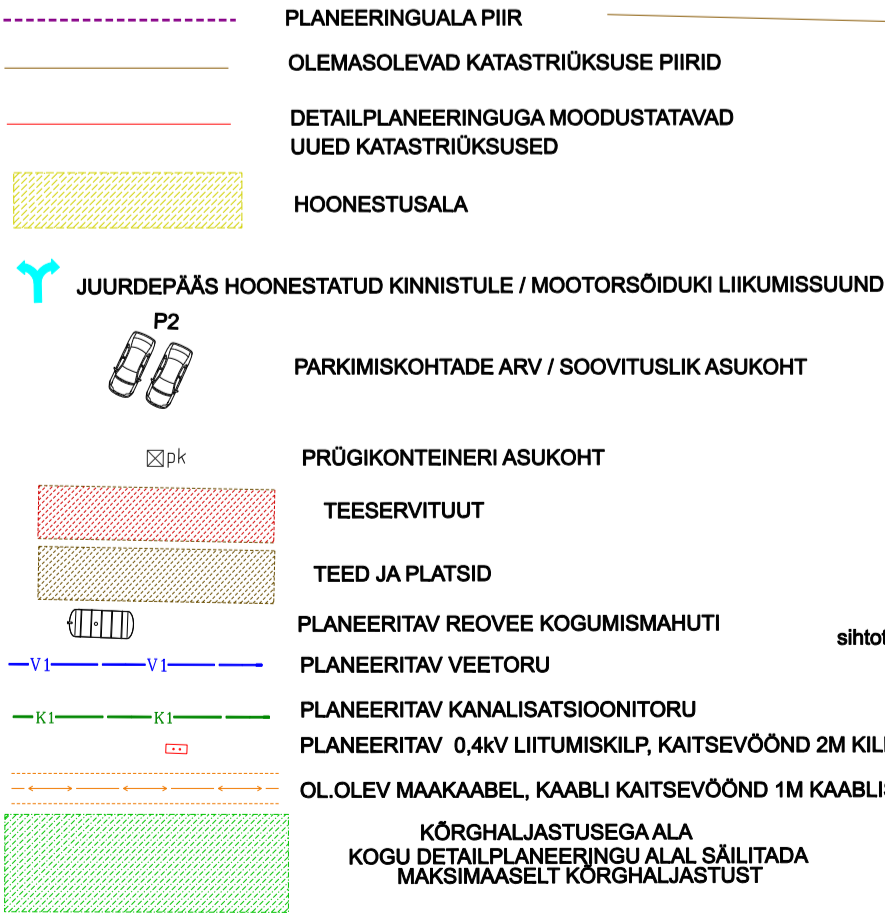 PLANEERINGUALA PIIR
OLEMASOLEVAD KATASTRIÜKSUSE PIIRID
DETAILPLANEERINGUGA MOODUSTATAVAD
UUED KATASTRIÜKSUSED
HOONESTUSALA
JUURDEPÄÄS HOONESTATUD KINNISTULE / MOOTORSÕIDUKI LIIKUMISSUUND
P2
PARKIMISKOHTADE ARV / SOOVITUSLIK ASUKOHT
pk PRÜGIKONTEINERI ASUKOHT
TEESERVITUUT
TEED JA PLATSID
PLANEERITAV REOVEE KOGUMISMAHUTI
sihtot
V1 V1 PLANEERITAV VEETORU
K1 K1 PLANEERITAV KANALISATSIOONITORU
PLANEERITAV 0,4kV LIITUMISKILP, KAITSEVÖÖND 2M KIL
OL.OLEV MAAKAABEL, KAABLI KAITSEVÖÖND 1M KAABLIS
KÕRGHALJASTUSEGA ALA
KOGU DETAILPLANEERINGU ALAL SÄILITADA
MAKSIMAASELT KÕRGHALJASTUST